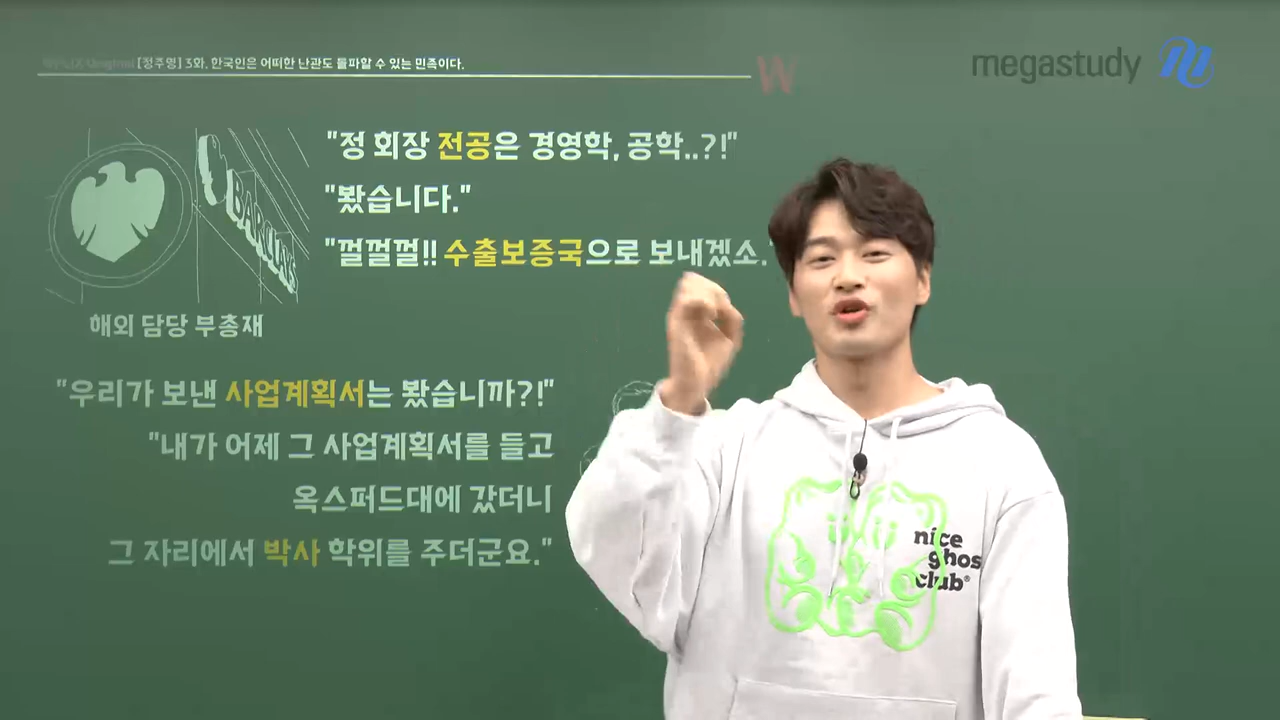 [정주영] 3화. 한국인은 어떠한 난관도 돌파할 수 있는 민족이다.
W
megastudy
"정 회장 전공은 경영학, 공학..?!"
"봤습니다."
"껄껄껄!! 수출보증국으로 보내겠소.
BARCLAYS
해외 담당 부총재
"우리가 보낸 사업계획서는 봤습니까?!"
"내가 어제 그 사업계획서를 들고
옥스퍼드대에 갔더니
그 자리에서 박사 학위를 주더군요."
nice
ghos
club®